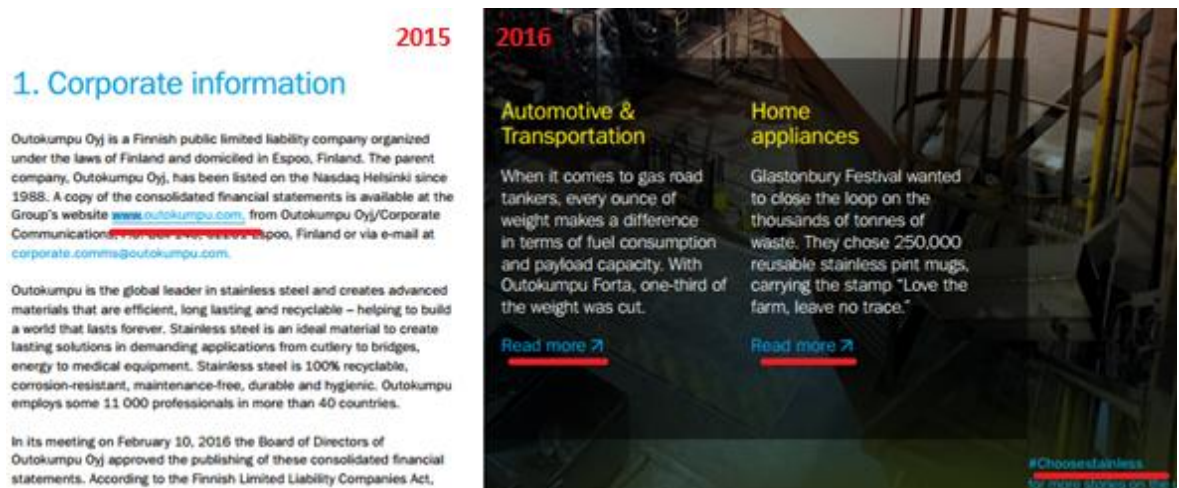 2015
1. Corporate information
Outokumpu Oyj is a Finnish public limited liability company organized
under the laws of Finland and domiciled in Espoo, Finland. The parent
company, Outokumpu Oyj, has been listed on the Nasdaq Helsinki since
1988. A copy of the consolidated financial statements is available at the
Group's website www.outokumpu.com, from Outokumpu Oyj/Corporate
Communications, Espoo, Finland or via e-mail at
corporate.comms@outokumpu.com.
Outokumpu is the global leader in stainless steel and creates advanced
materials that are efficient, long lasting and recyclable – helping to build
a world that lasts forever. Stainless steel is an ideal material to create
lasting solutions in demanding applications from cutlery to bridges,
energy to medical equipment. Stainless steel is 100% recyclable,
corrosion-resistant, maintenance-free, durable and hygienic. Outokumpu
employs some 11 000 professionals in more than 40 countries.
In its meeting on February 10, 2016 the Board of Directors of
Outokumpu Oyj approved the publishing of these consolidated financial
statements. According to the Finnish Limited Liability Companies Act,
2016
Automotive &
Transportation
When it comes to gas road
tankers, every ounce of
weight makes a difference
in terms of fuel consumption
and payload capacity. With
Outokumpu Forta, one-third of
the weight was cut.
Read more
Home
appliances
Glastonbury Festival wanted
to close the loop on the
thousands of tonnes of
waste. They chose 250,000
reusable stainless pint mugs,
carrying the stamp "Love the
farm, leave no trace."
Read more
#Choosestainless
for more stories on the